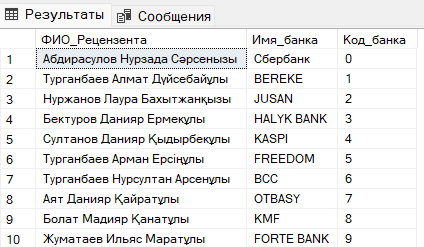 Результаты Сообщения
ФИО_Рецензента Имя_банка Код_банка
1 Абдирасулов Нурзада Сәрсенызы Сбербанк 0
2 Турганбаев Алмат Дүйсебайұлы BEREKE 1
3 Нуржанов Лаура Бахытжанқызы JUSAN 2
4 Бектуров Данияр Ермекұлы HALYK BANK 3
5 Султанов Данияр Қыдырбекұлы KASPI 4
6 Турганбаев Арман Ерсіңұлы FREEDOM 5
7 Турганбаев Нурсултан Арсенұлы BCC 6
8 Аят Данияр Қайратұлы OTBASY 7
9 Болат Мадияр Қанатұлы KMF 8
10 Жуматаев Ильяс Маратұлы FORTE BANK 9